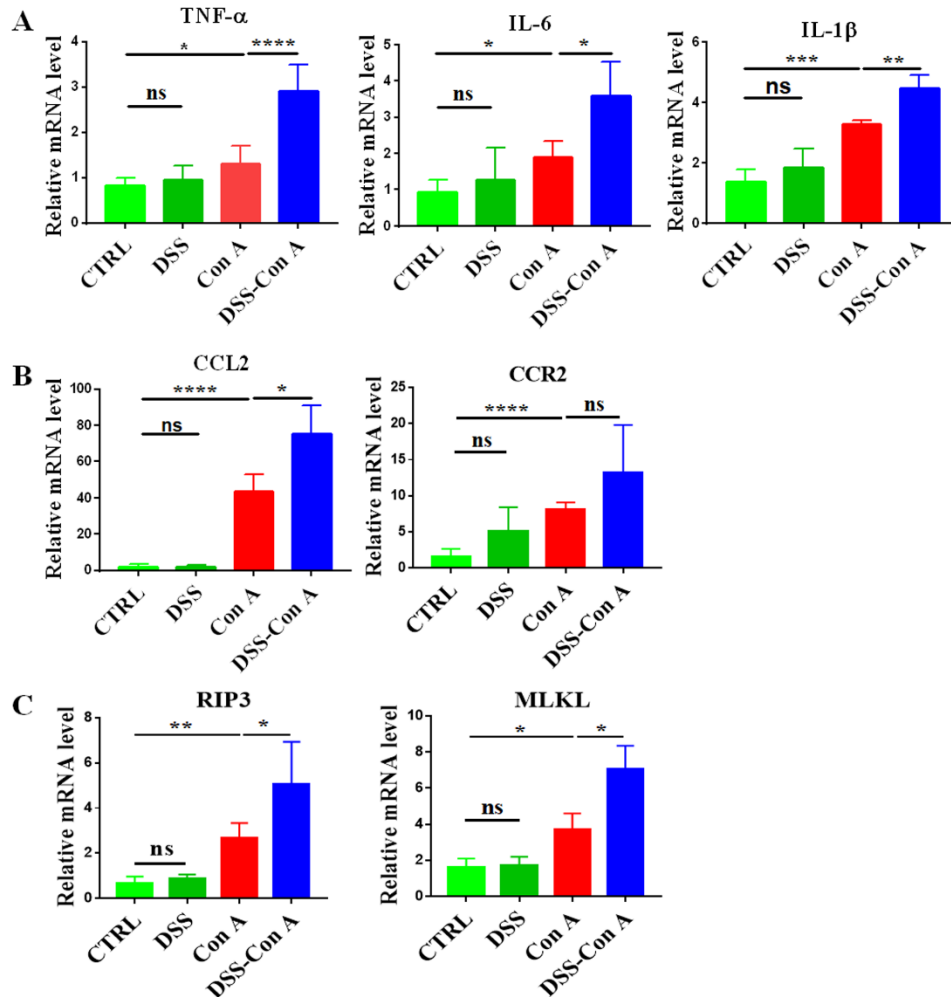 A
TNF-α
IL-6
IL-1β
* ****
* *
*** **
ns
ns
ns
Relative mRNA level
4
3
2
1
0
CTRL
DSS
Con A
DSS-Con A
Relative mRNA level
5
4
3
2
1
0
CTRL
DSS
Con A
DSS-Con A
Relative mRNA level
6
4
2
0
CTRL
DSS
Con A
DSS-Con A
B
CCL2
**** *
ns
Relative mRNA level
100
80
60
40
20
0
CTRL
DSS
Con A
DSS-Con A
CCR2
**** ns
ns
Relative mRNA level
25
20
15
10
5
0
CTRL
DSS
Con A
DSS-Con A
C
RIP3
** *
ns
Relative mRNA level
8
6
4
2
0
CTRL
DSS
Con A
DSS-Con A
MLKL
* *
ns
Relative mRNA level
10
8
6
4
2
0
CTRL
DSS
Con A
DSS-Con A